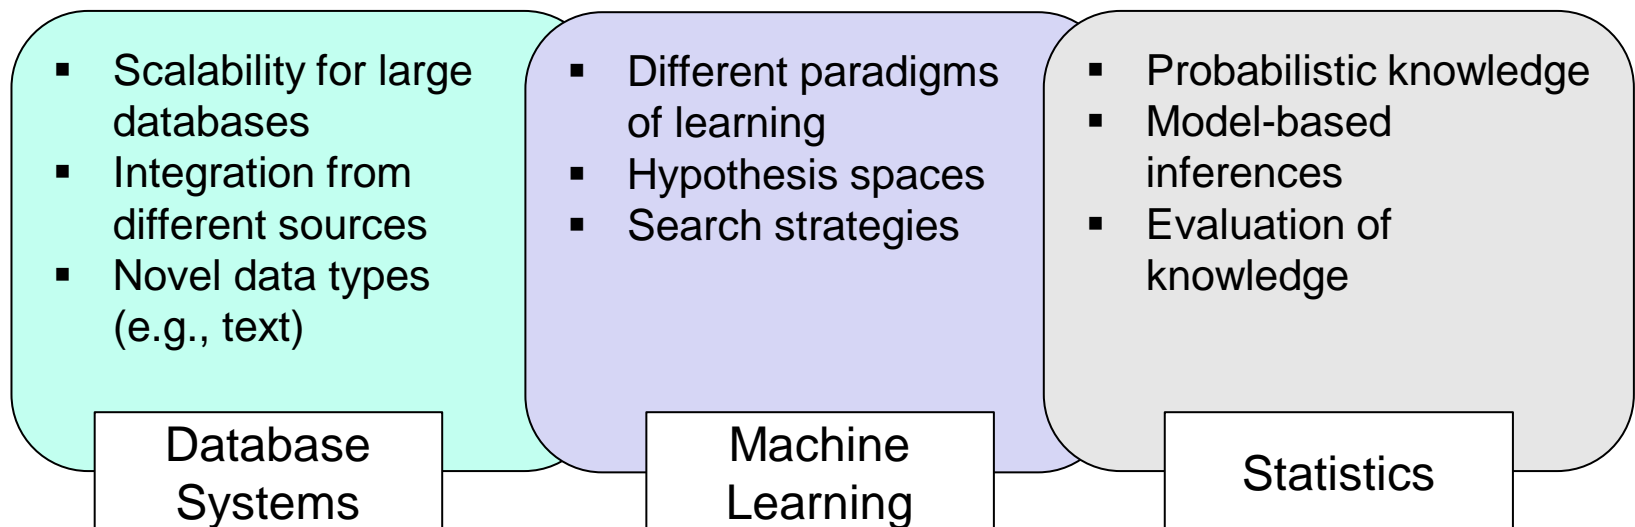 ▪ Scalability for large
databases
▪ Integration from
different sources
▪ Novel data types
(e.g., text)
Database
Systems
▪ Different paradigms
of learning
▪ Hypothesis spaces
▪ Search strategies
Machine
Learning
▪ Probabilistic knowledge
▪ Model-based
inferences
▪ Evaluation of
knowledge
Statistics